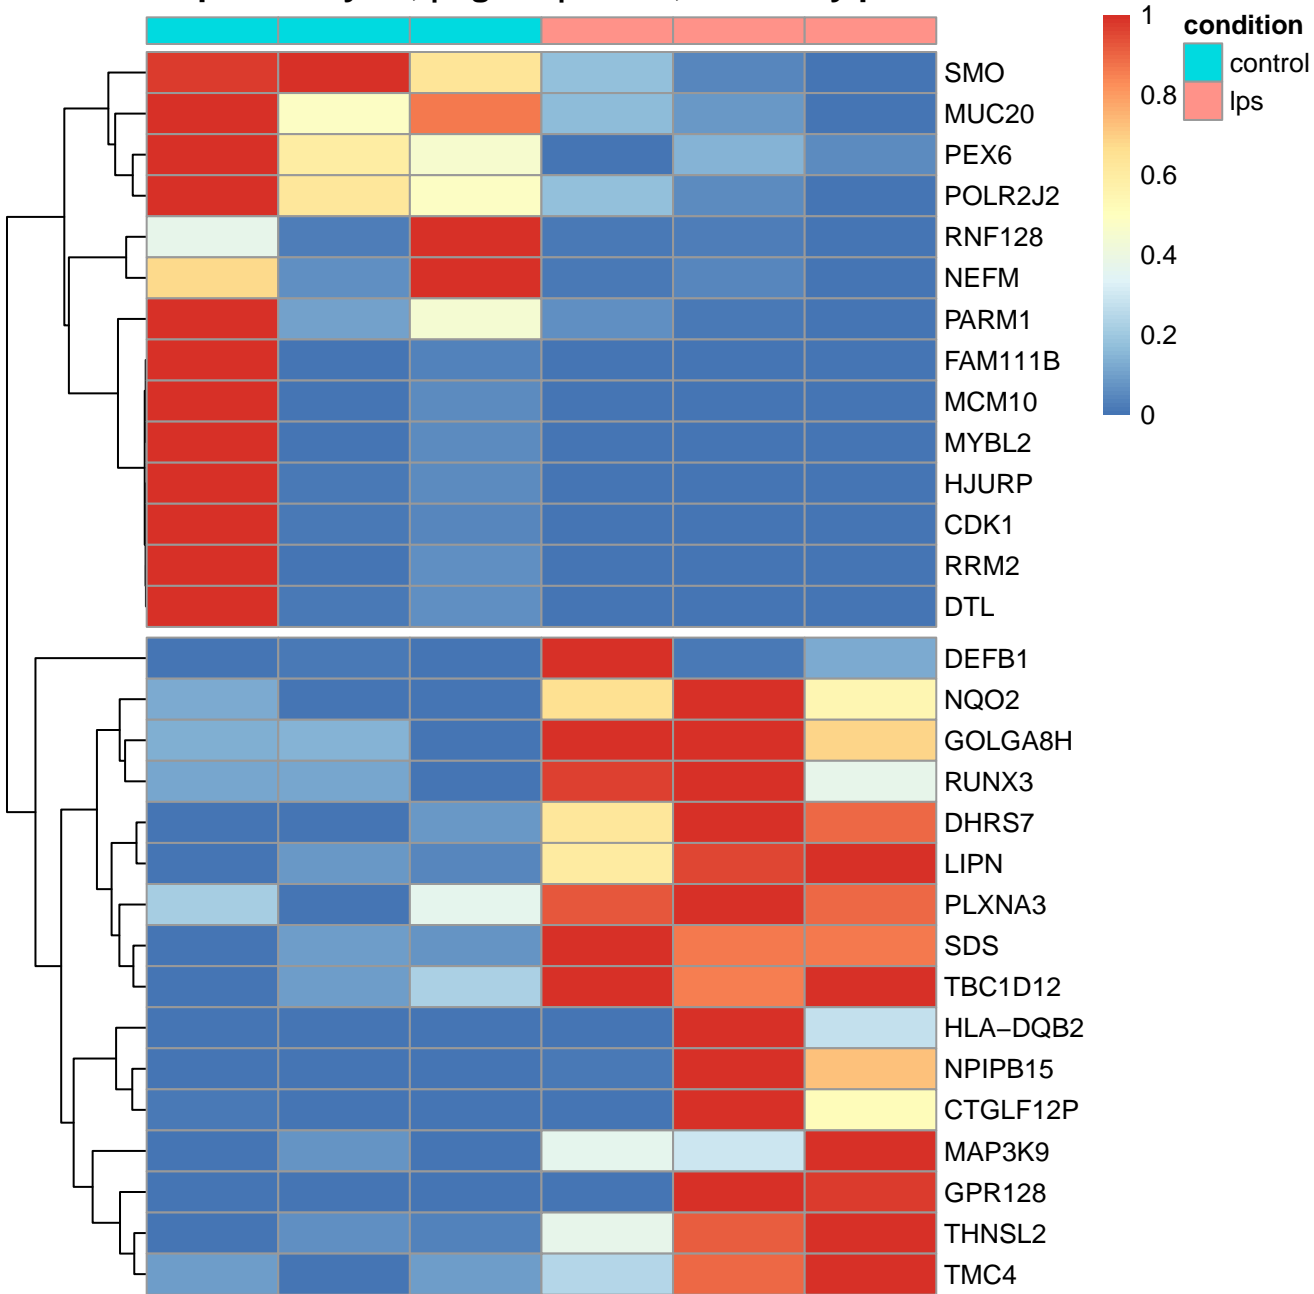 1
condition
control
0.8
lps
0.6
0.4
0.2
0
SMO
MUC20
PEX6
POLR2J2
RNF128
NEFM
PARM1
FAM111B
MCM10
MYBL2
HJURP
CDK1
RRM2
DTL
DEFB1
NQO2
GOLGA8H
RUNX3
DHRS7
LIPN
PLXNA3
SDS
TBC1D12
HLA−DQB2
NPIPB15
CTGLF12P
MAP3K9
GPR128
THNSL2
TMC4